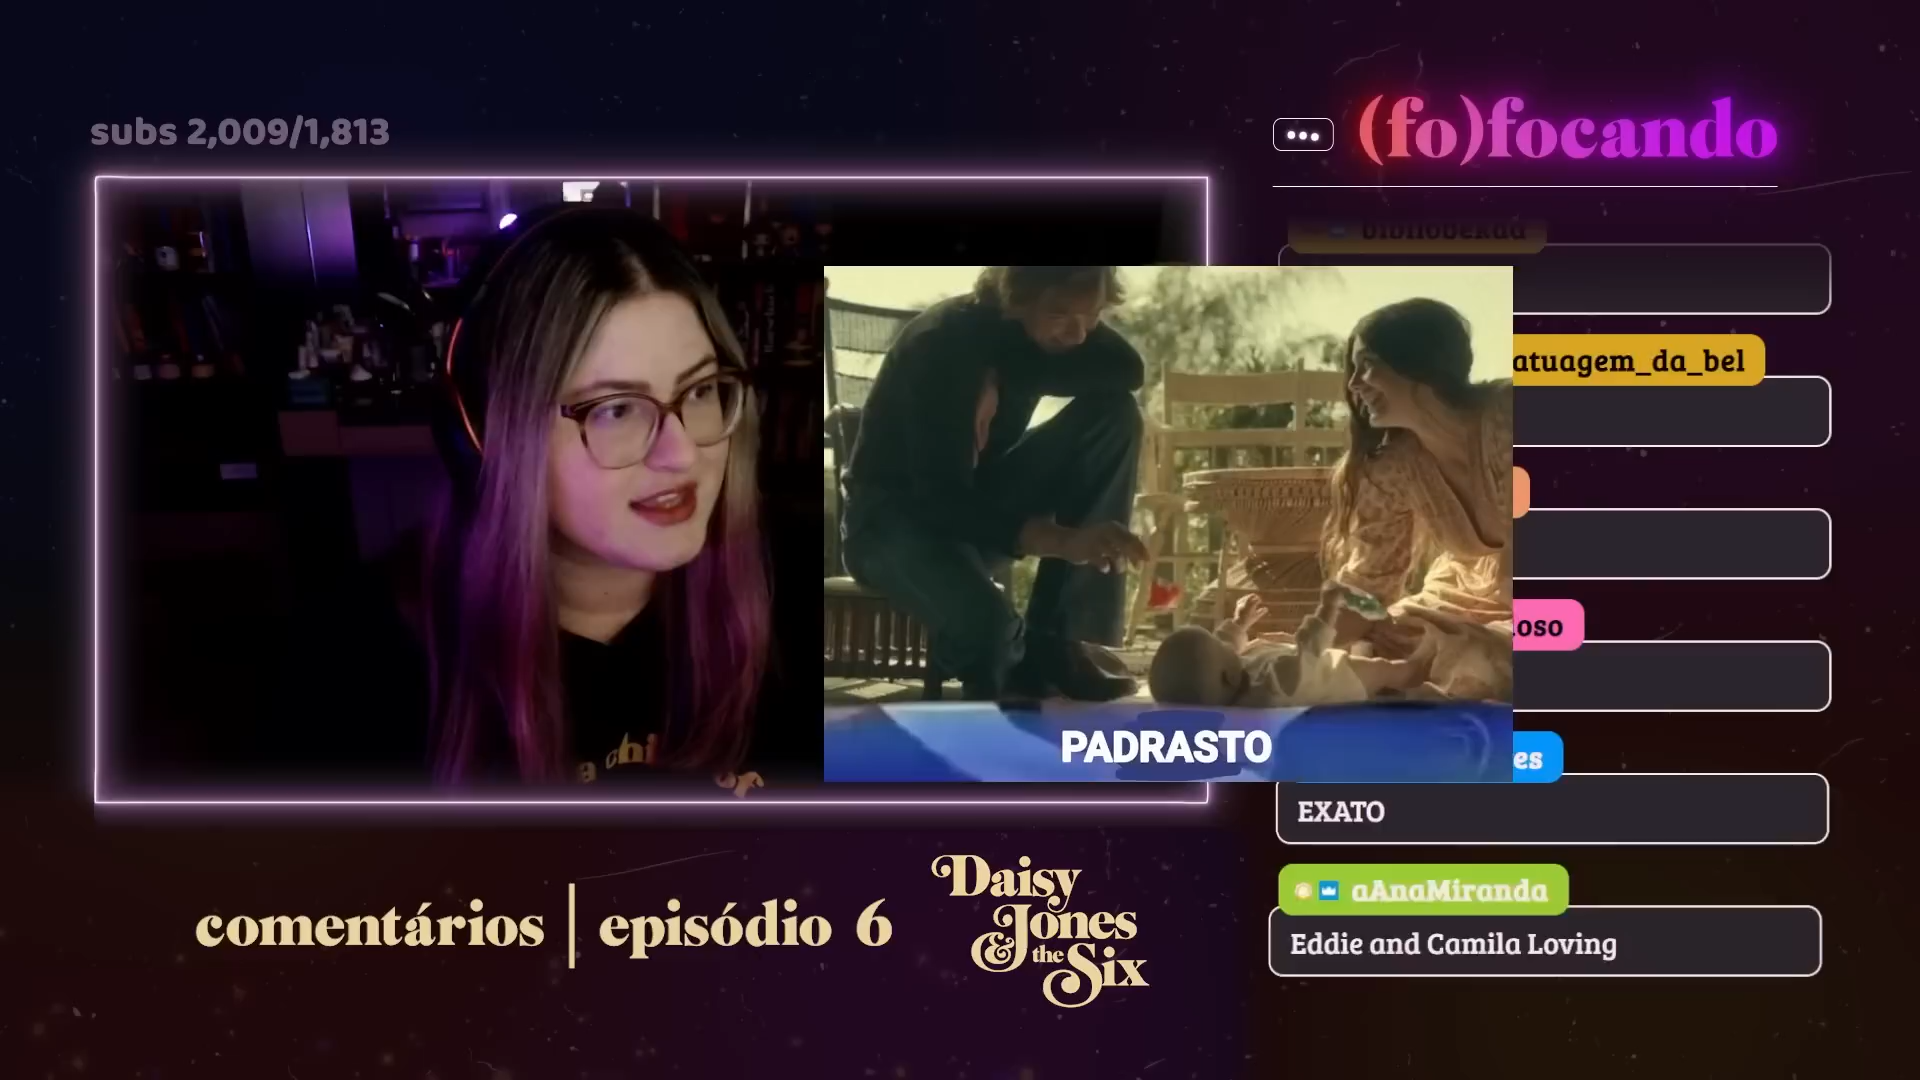 subs 2,009/1,813
(fo)focando
bibliobekaa
atuagem_da_bel
oso
es
PADRASTO
EXATO
aAnaMiranda
Eddie and Camila Loving
comentários | episódio 6
Daisy
Jones
& the
Six